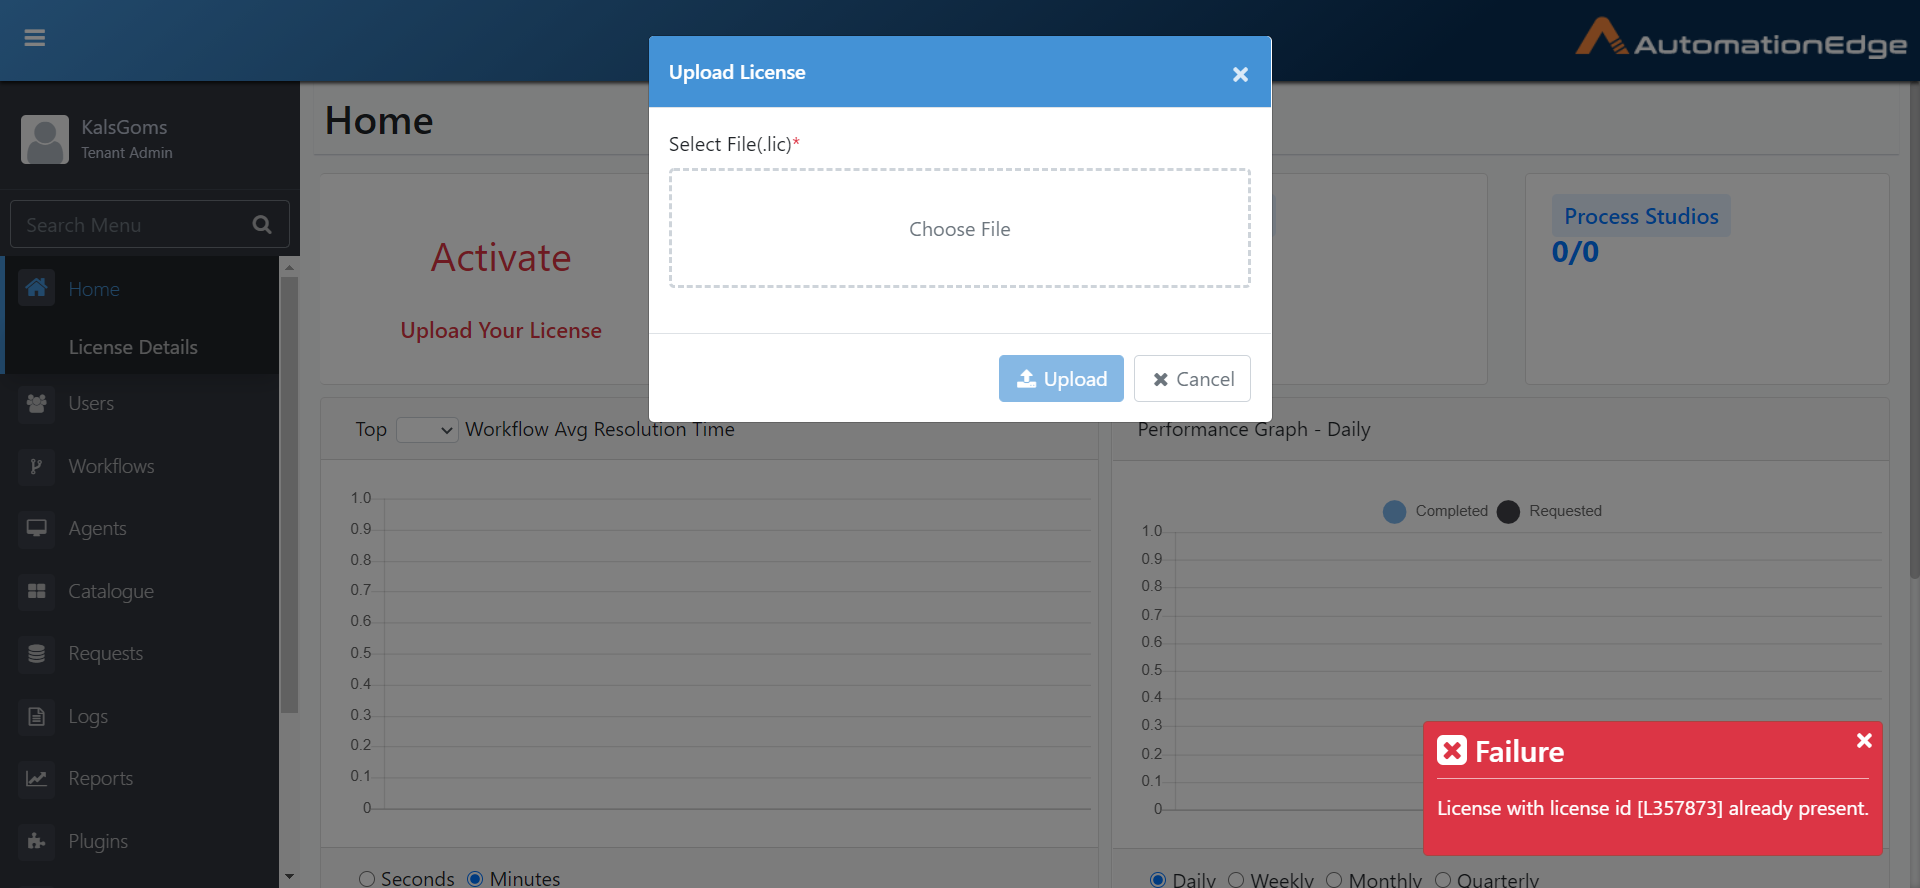 AutomationEdge
KalsGoms
Tenant Admin
Search Menu
Home
License Details
Users
Workflows
Agents
Catalogue
Requests
Logs
Reports
Plugins
Home
Activate
Upload Your License
Process Studios
0/0
Upload License
Select File(.lic)*
Choose File
Upload
Cancel
Top Workflow Avg Resolution Time
1.0
0.9
0.8
0.7
0.6
0.5
0.4
0.3
0.2
0.1
0
Seconds Minutes
Performance Graph - Daily
Completed Requested
1.0
0.9
0.8
0.7
0.6
0.5
0.4
0.3
0.2
0.1
0
Daily Weekly Monthly Quarterly
Failure
License with license id [L357873] already present.